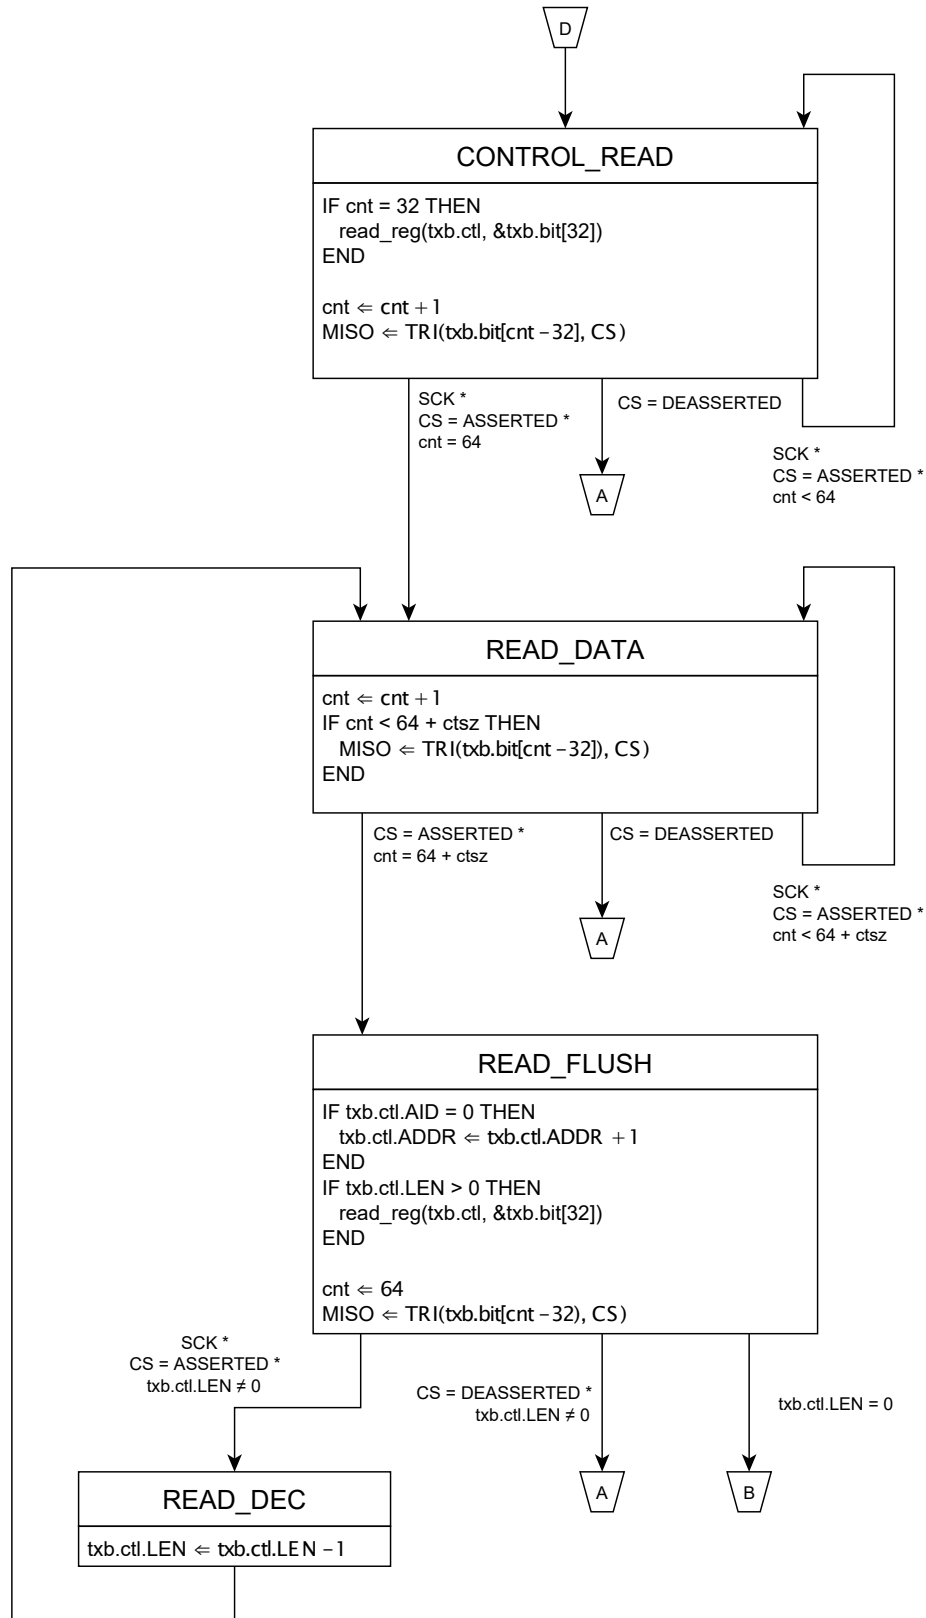 D
CONTROL_READ
IF cnt = 32 THEN
read_reg(txb.ctl, &txb.bit[32])
END
cnt ⇐ cnt + 1
MISO ⇐ TRI(txb.bit[cnt – 32], CS)
SCK *
CS = ASSERTED *
cnt = 64
CS = DEASSERTED
SCK *
CS = ASSERTED *
cnt < 64
A
READ_DATA
cnt ⇐ cnt + 1
IF cnt < 64 + ctsz THEN
MISO ⇐ TRI(txb.bit[cnt – 32]), CS)
END
CS = ASSERTED *
cnt = 64 + ctsz
CS = DEASSERTED
SCK *
CS = ASSERTED *
cnt < 64 + ctsz
A
READ_FLUSH
IF txb.ctl.AID = 0 THEN
txb.ctl.ADDR ⇐ txb.ctl.ADDR + 1
END
IF txb.ctl.LEN > 0 THEN
read_reg(txb.ctl, &txb.bit[32])
END
cnt ⇐ 64
MISO ⇐ TRI(txb.bit[cnt – 32), CS)
SCK *
CS = ASSERTED *
txb.ctl.LEN ≠ 0
CS = DEASSERTED *
txb.ctl.LEN ≠ 0
txb.ctl.LEN = 0
A
B
READ_DEC
txb.ctl.LEN ⇐ txb.ctl.LEN – 1